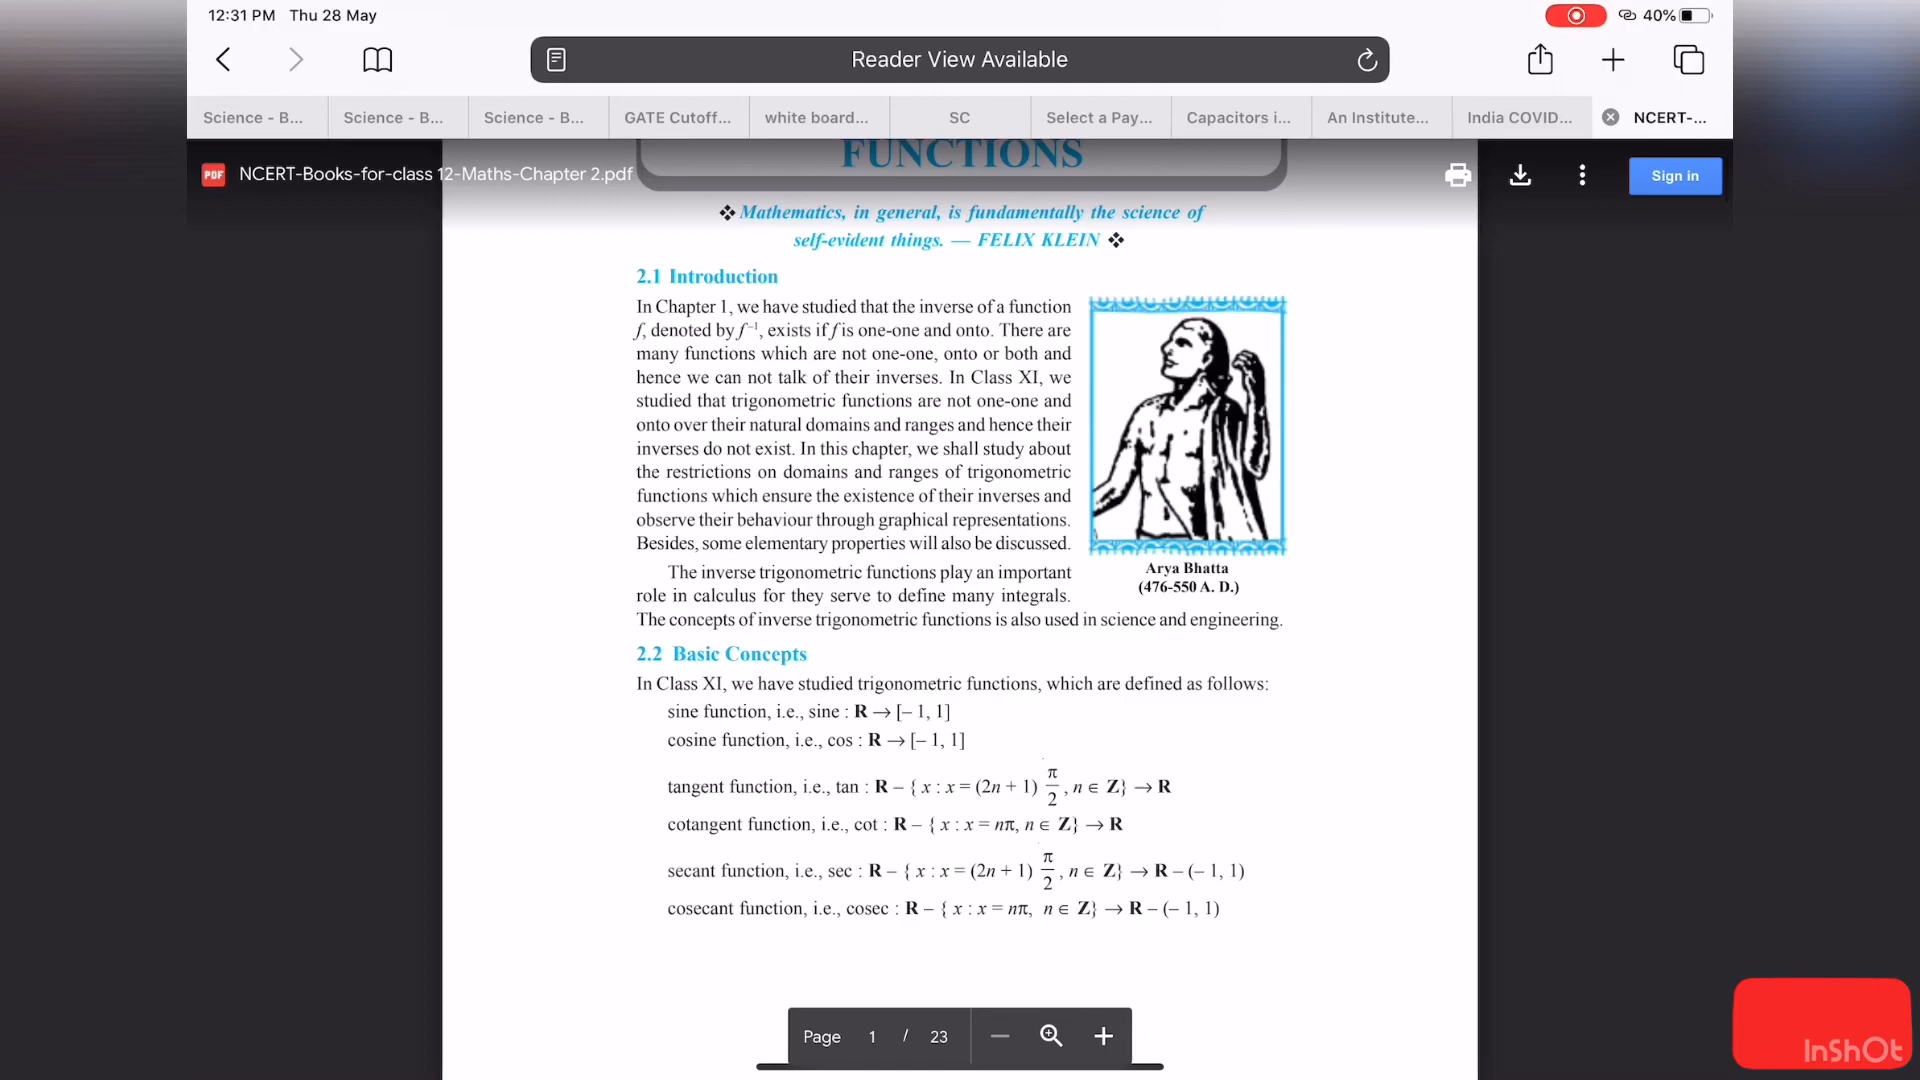 12:31 PM Thu 28 May
40%
Reader View Available
Science - B...
Science - B...
Science - B...
GATE Cutoff...
white board...
SC
Select a Pay...
Capacitors i...
An Institute...
India COVID...
NCERT-...
PDF NCERT-Books-for-class 12-Maths-Chapter 2.pdf
Sign in
FUNCTIONS
❖ Mathematics, in general, is fundamentally the science of
self-evident things. — FELIX KLEIN ❖
2.1 Introduction
In Chapter 1, we have studied that the inverse of a function
f, denoted by f⁻¹, exists if f is one-one and onto. There are
many functions which are not one-one, onto or both and
hence we can not talk of their inverses. In Class XI, we
studied that trigonometric functions are not one-one and
onto over their natural domains and ranges and hence their
inverses do not exist. In this chapter, we shall study about
the restrictions on domains and ranges of trigonometric
functions which ensure the existence of their inverses and
observe their behaviour through graphical representations.
Besides, some elementary properties will also be discussed.
The inverse trigonometric functions play an important
role in calculus for they serve to define many integrals.
The concepts of inverse trigonometric functions is also used in science and engineering.
Arya Bhatta
(476-550 A. D.)
2.2 Basic Concepts
In Class XI, we have studied trigonometric functions, which are defined as follows:
sine function, i.e., sine : R → [– 1, 1]
cosine function, i.e., cos : R → [– 1, 1]
tangent function, i.e., tan : R – { x : x = (2n + 1) π/2 , n ∈ Z} → R
cotangent function, i.e., cot : R – { x : x = nπ, n ∈ Z} → R
secant function, i.e., sec : R – { x : x = (2n + 1) π/2 , n ∈ Z} → R – (– 1, 1)
cosecant function, i.e., cosec : R – { x : x = nπ, n ∈ Z} → R – (– 1, 1)
Page 1 / 23
InShOt